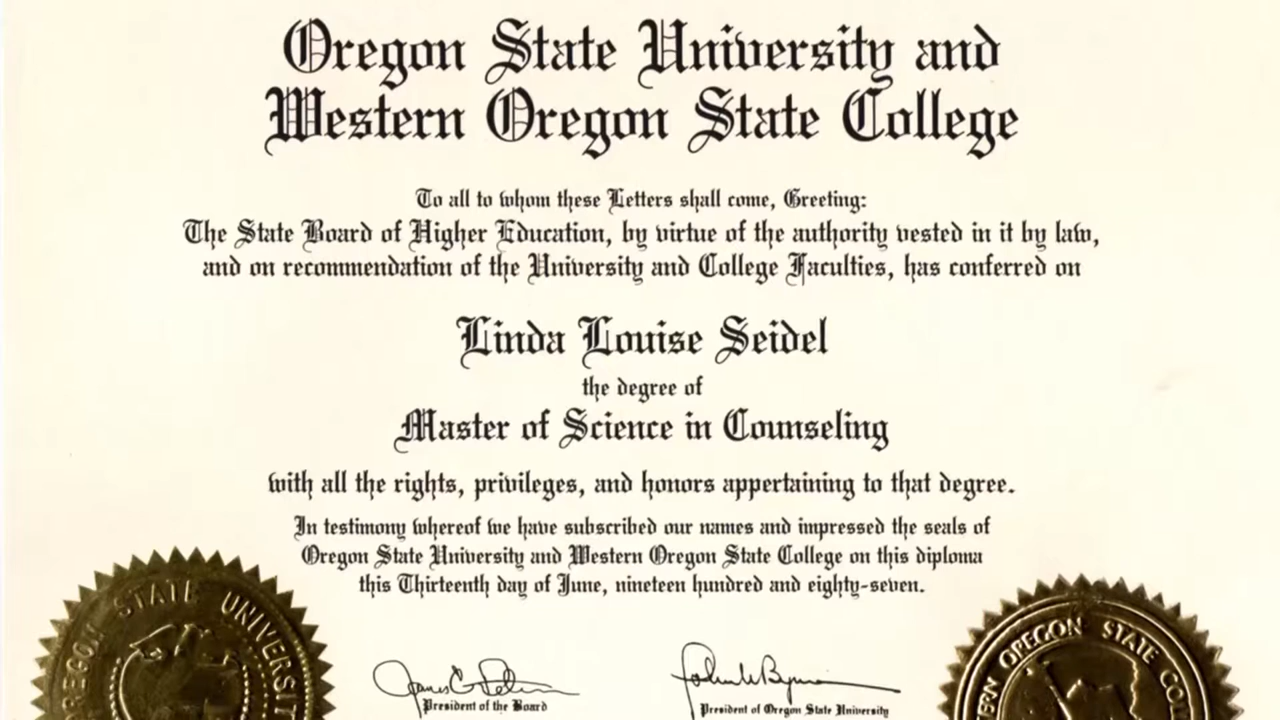 Oregon State University and
Western Oregon State College
To all to whom these Letters shall come, Greeting:
The State Board of Higher Education, by virtue of the authority vested in it by law,
and on recommendation of the University and College Faculties, has conferred on
Linda Louise Seidel
the degree of
Master of Science in Counseling
with all the rights, privileges, and honors appertaining to that degree.
In testimony whereof we have subscribed our names and impressed the seals of
Oregon State University and Western Oregon State College on this diploma
this Thirteenth day of June, nineteen hundred and eighty-seven.
OREGON STATE UNIVERSIT
ERN OREGON STATE COL
President of the Board
President of Oregon State University